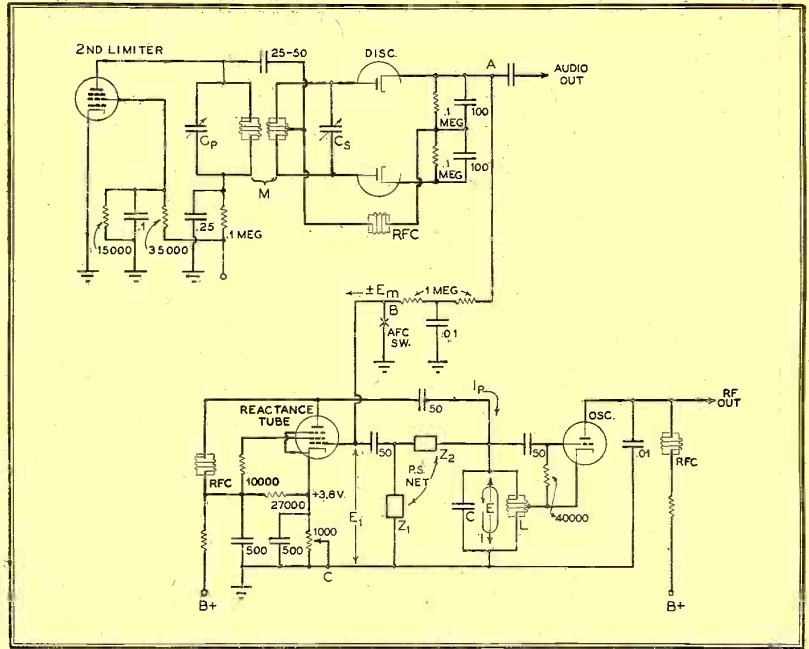 2ND LIMITER
25-50
DISC.
A
AUDIO OUT
CP
M
CS
.1 MEG
100
.1 MEG
100
RFC
15000
.1
35000
.25
.1 MEG
±Em
1 MEG
B
AFC SW.
.01
REACTANCE TUBE
50
IP
OSC.
RF OUT
50
Z2
50
.01
RFC
RFC
10000
P.S. NET
27000
+3.8V.
Ei
Z1
C
E
I
L
40000
500
500
1000
C
B+
B+